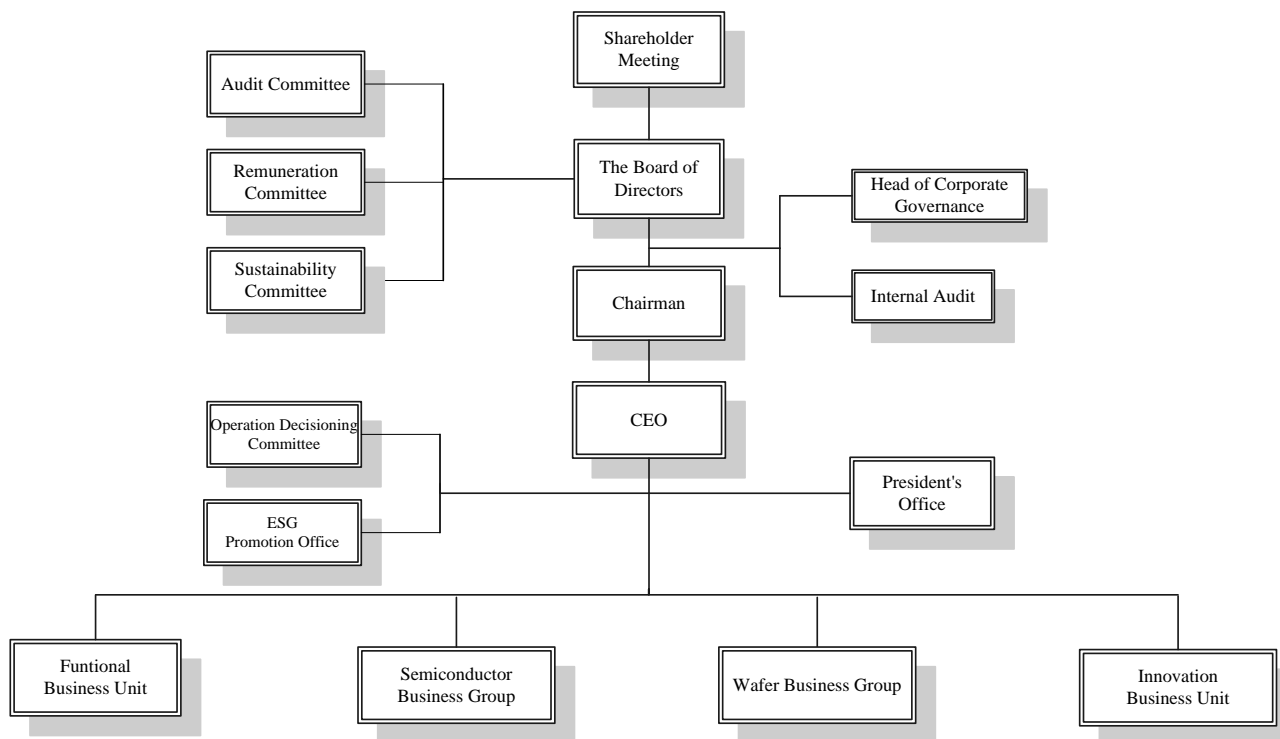 Shareholder
Meeting
Audit Committee
The Board of
Directors
Remuneration
Committee
Head of Corporate
Governance
Sustainability
Committee
Chairman
Internal Audit
CEO
Operation Decisioning
Committee
President's
Office
ESG
Promotion Office
Funtional
Business Unit
Semiconductor
Business Group
Wafer Business Group
Innovation
Business Unit